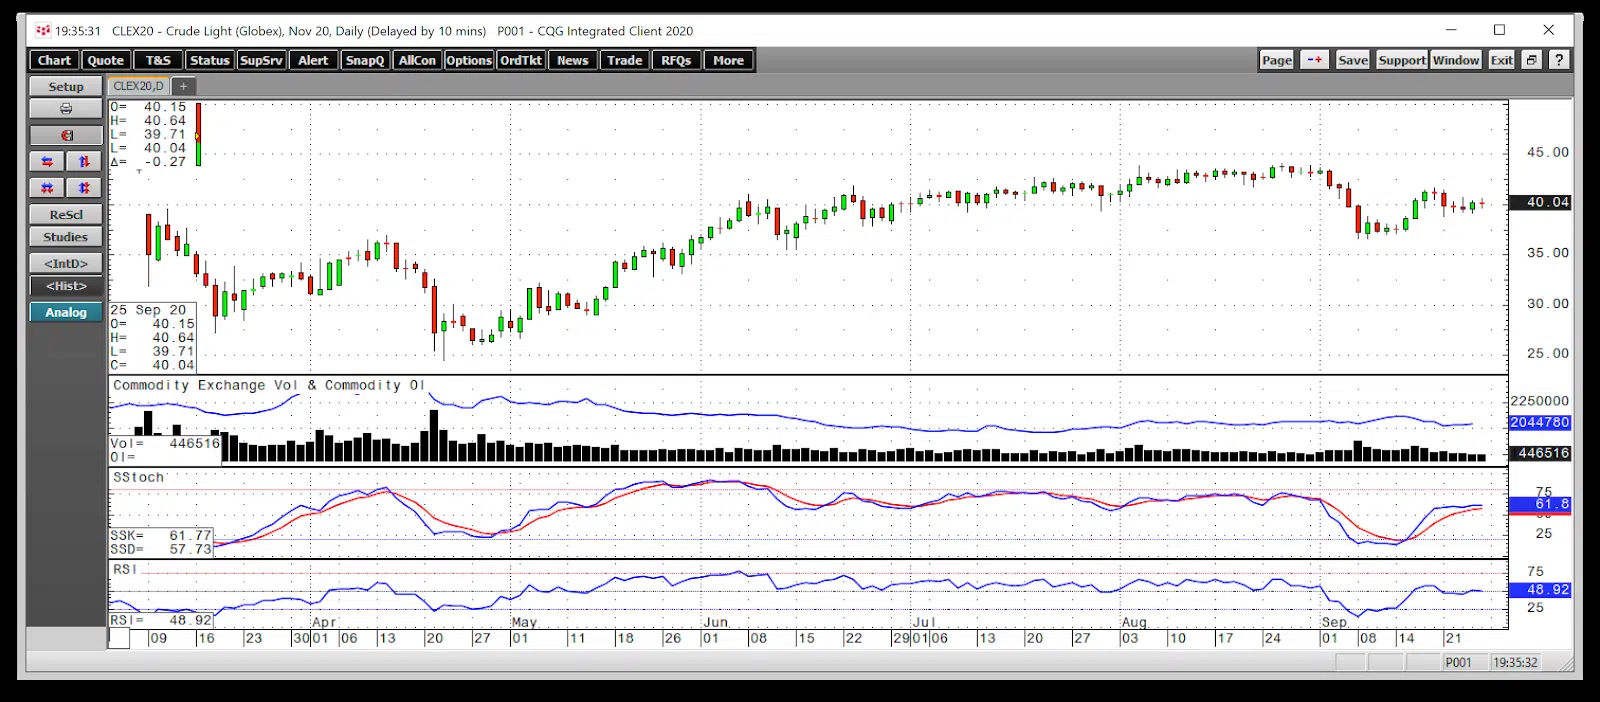 19:35:31 CLEX20 - Crude Light (Globex), Nov 20, Daily (Delayed by 10 mins) P001 - CQG Integrated Client 2020
Chart Quote T&S Status SupSrv Alert SnapQ AllCon Options OrdTkt News Trade RFQs More Page -+ Save Support Window Exit ?
Setup
CLEX20,D +
ReScl
Studies
<IntD>
<Hist>
Analog
O= 40.15
H= 40.64
L= 39.71
L= 40.04
Δ= -0.27
T
45.00
40.04
35.00
30.00
25.00
25 Sep 20
O= 40.15
H= 40.64
L= 39.71
C= 40.04
Commodity Exchange Vol & Commodity OI
2250000
2044780
446516
Vol= 446516
OI=
SStoch
75
61.8
25
SSK= 61.77
SSD= 57.73
RSI
75
48.92
25
RSI= 48.92
Apr May Jun Jul Aug Sep
09 16 23 30 01 06 13 20 27 01 11 18 26 01 08 15 22 29 01 06 13 20 27 03 10 17 24 01 08 14 21
P001 19:35:32